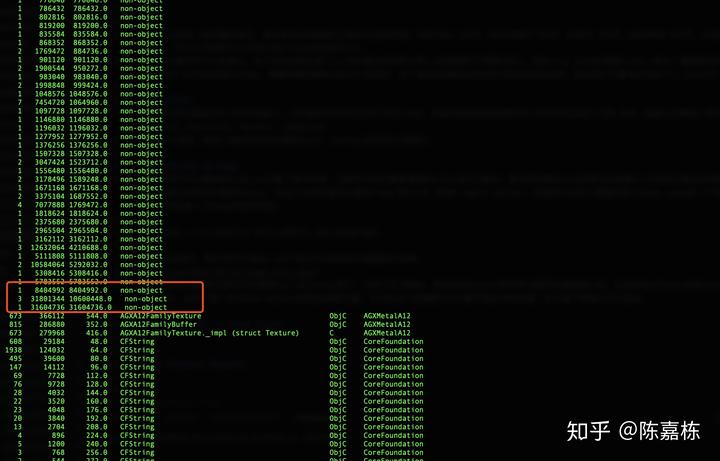 1 786432 786432.0 non-object
1 802816 802816.0 non-object
1 819200 819200.0 non-object
1 835584 835584.0 non-object
1 868352 868352.0 non-object
2 1769472 884736.0 non-object
1 901120 901120.0 non-object
2 1900544 950272.0 non-object
1 983040 983040.0 non-object
2 1998848 999424.0 non-object
1 1048576 1048576.0 non-object
7 7454720 1064960.0 non-object
1 1097728 1097728.0 non-object
1 1146880 1146880.0 non-object
1 1196032 1196032.0 non-object
1 1277952 1277952.0 non-object
1 1376256 1376256.0 non-object
1 1507328 1507328.0 non-object
2 3047424 1523712.0 non-object
1 1556480 1556480.0 non-object
2 3178496 1589248.0 non-object
1 1671168 1671168.0 non-object
2 3375104 1687552.0 non-object
4 7077888 1769472.0 non-object
1 1818624 1818624.0 non-object
1 2375680 2375680.0 non-object
1 2965504 2965504.0 non-object
1 3162112 3162112.0 non-object
3 12632064 4210688.0 non-object
1 5111808 5111808.0 non-object
2 10584064 5292032.0 non-object
1 5308416 5308416.0 non-object
1 5783552 5783552.0 non-object
1 8404992 8404992.0 non-object
3 31801344 10600448.0 non-object
1 31604736 31604736.0 non-object
673 366112 544.0 AGXA12FamilyTexture ObjC AGXMetalA12
815 286880 352.0 AGXA12FamilyBuffer ObjC AGXMetalA12
673 279968 416.0 AGXA12FamilyTexture._impl (struct Texture) C AGXMetalA12
608 29184 48.0 CFString ObjC CoreFoundation
1938 124032 64.0 CFString ObjC CoreFoundation
495 39600 80.0 CFString ObjC CoreFoundation
147 14112 96.0 CFString ObjC CoreFoundation
69 7728 112.0 CFString ObjC CoreFoundation
76 9728 128.0 CFString ObjC CoreFoundation
28 4032 144.0 CFString ObjC CoreFoundation
22 3520 160.0 CFString ObjC CoreFoundation
23 4048 176.0 CFString ObjC CoreFoundation
20 3840 192.0 CFString ObjC CoreFoundation
13 2704 208.0 CFString ObjC CoreFoundation
4 896 224.0 CFString ObjC CoreFoundation
5 1200 240.0 CFString ObjC CoreFoundation
3 768 256.0 CFString ObjC CoreFoundation
2 544 272.0 CFString ObjC CoreFoundation
知乎 @陈嘉栋